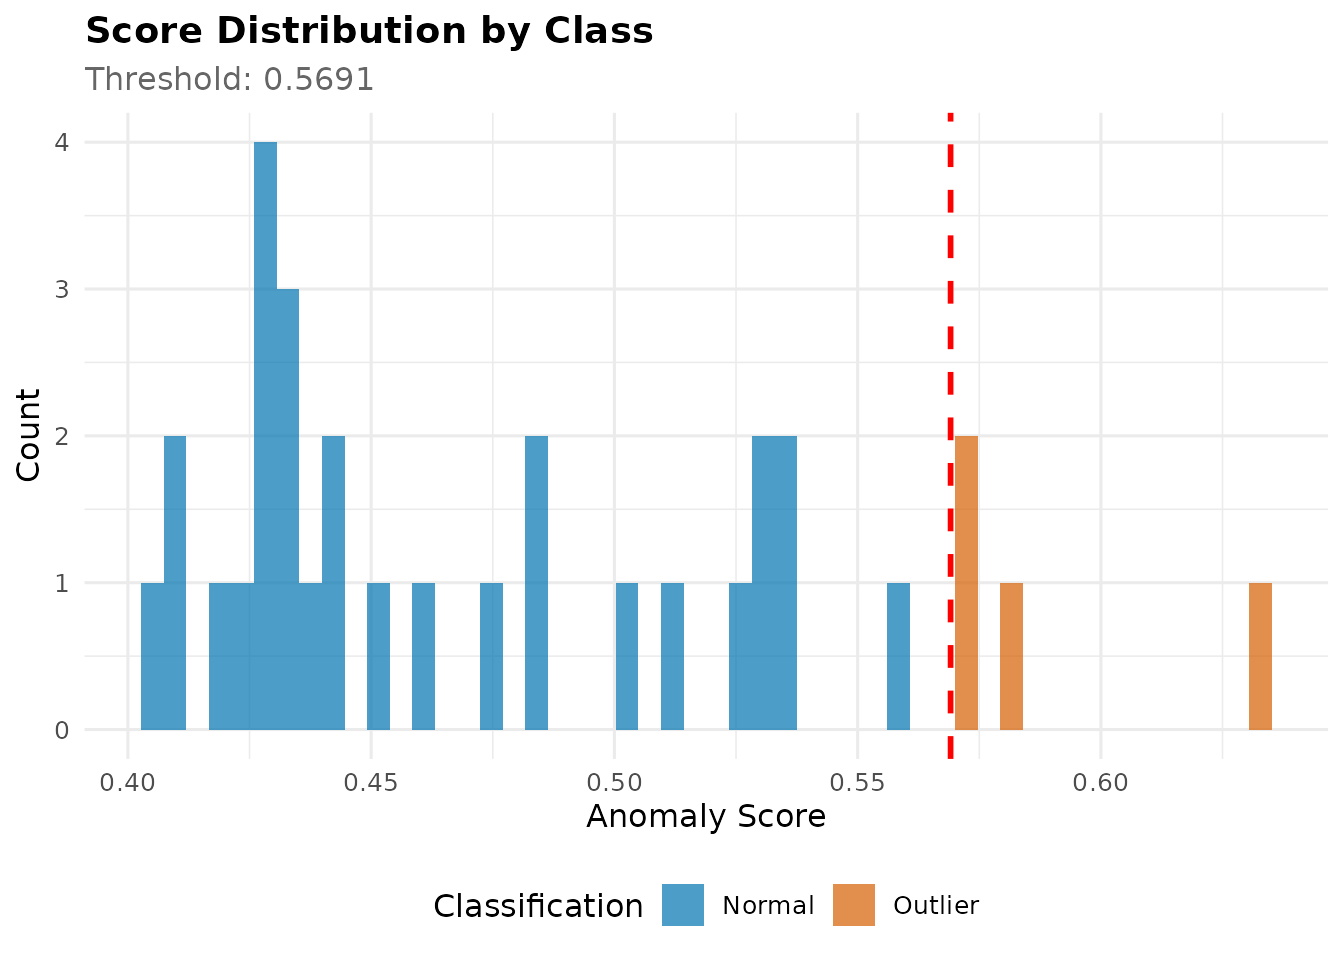 Score Distribution by Class
Threshold: 0.5691
4
3
2
1
0
Count
0.40 0.45 0.50 0.55 0.60
Anomaly Score
Classification Normal Outlier